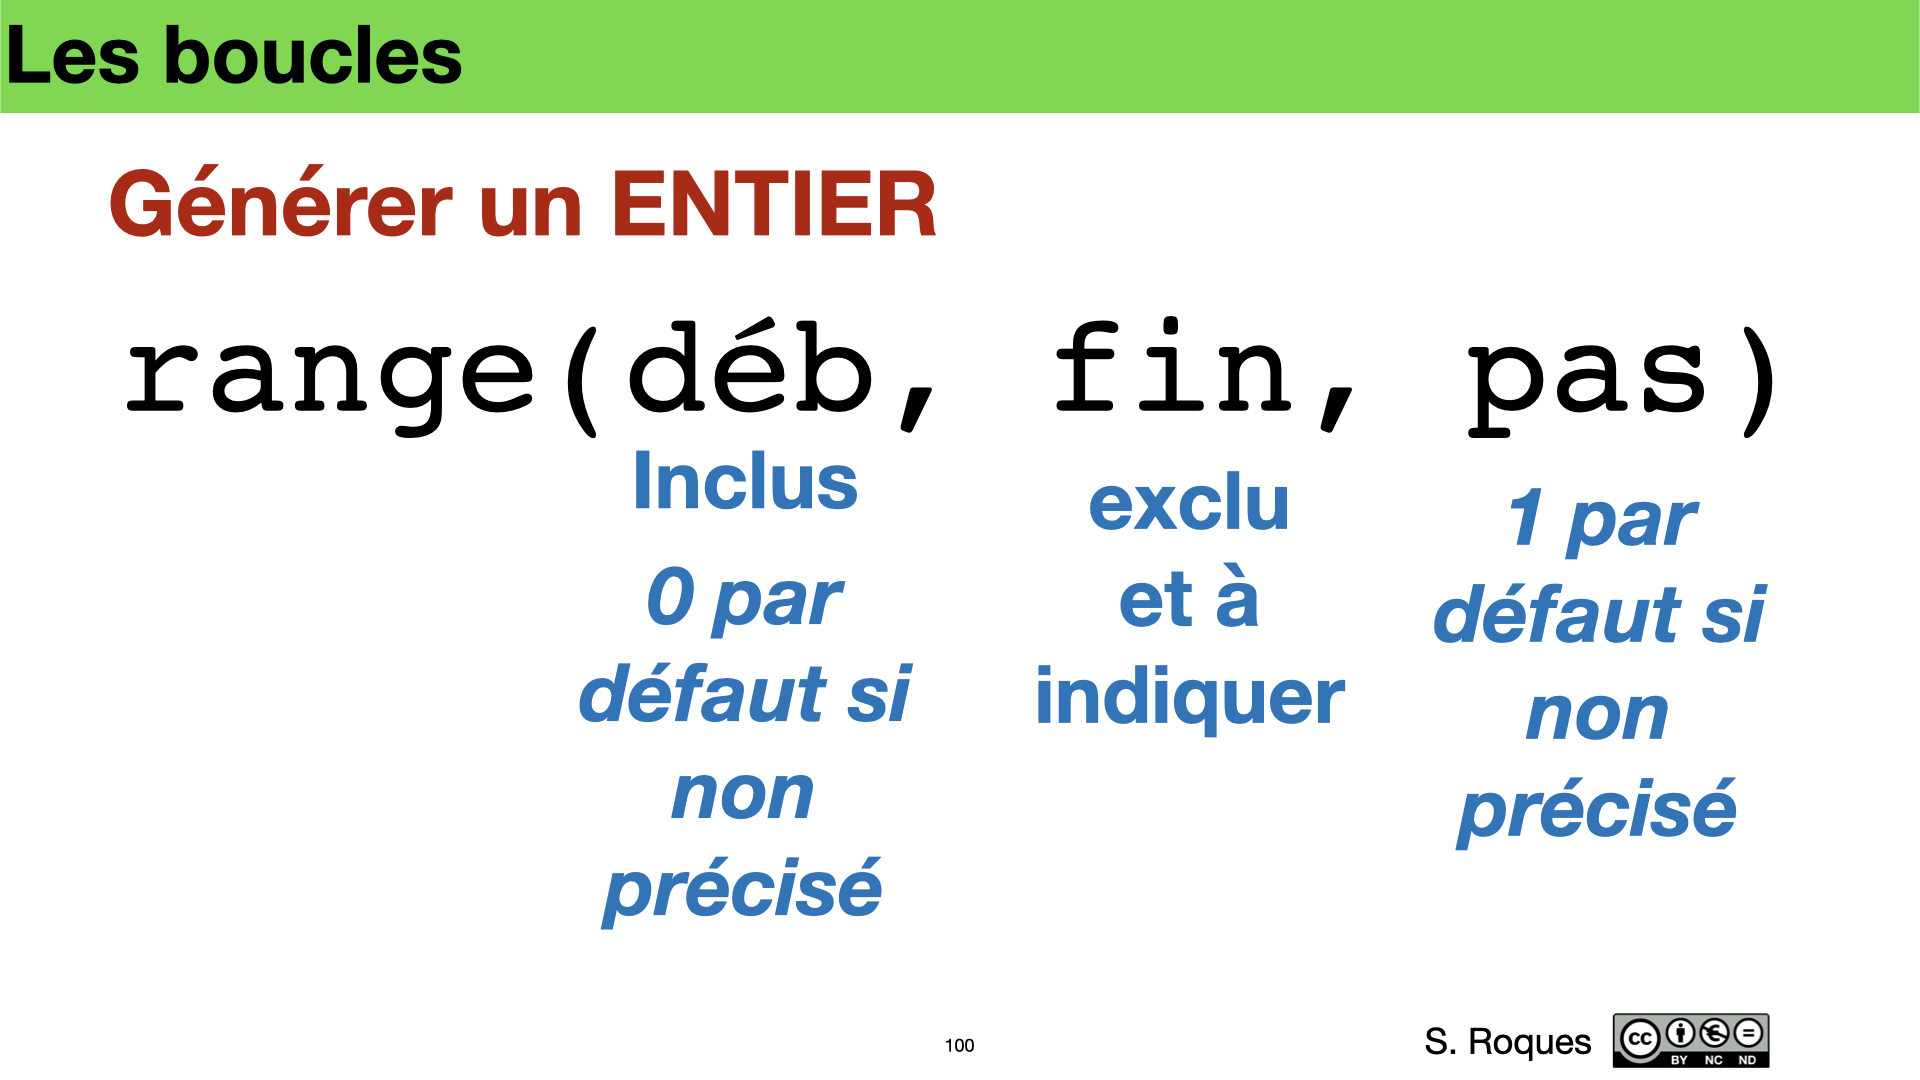 Les boucles
Générer un ENTIER
range(déb, fin, pas)
Inclus
0 par
défaut si
non
précisé
exclu
et à
indiquer
1 par
défaut si
non
précisé
100
S. Roques
cc
BY NC ND